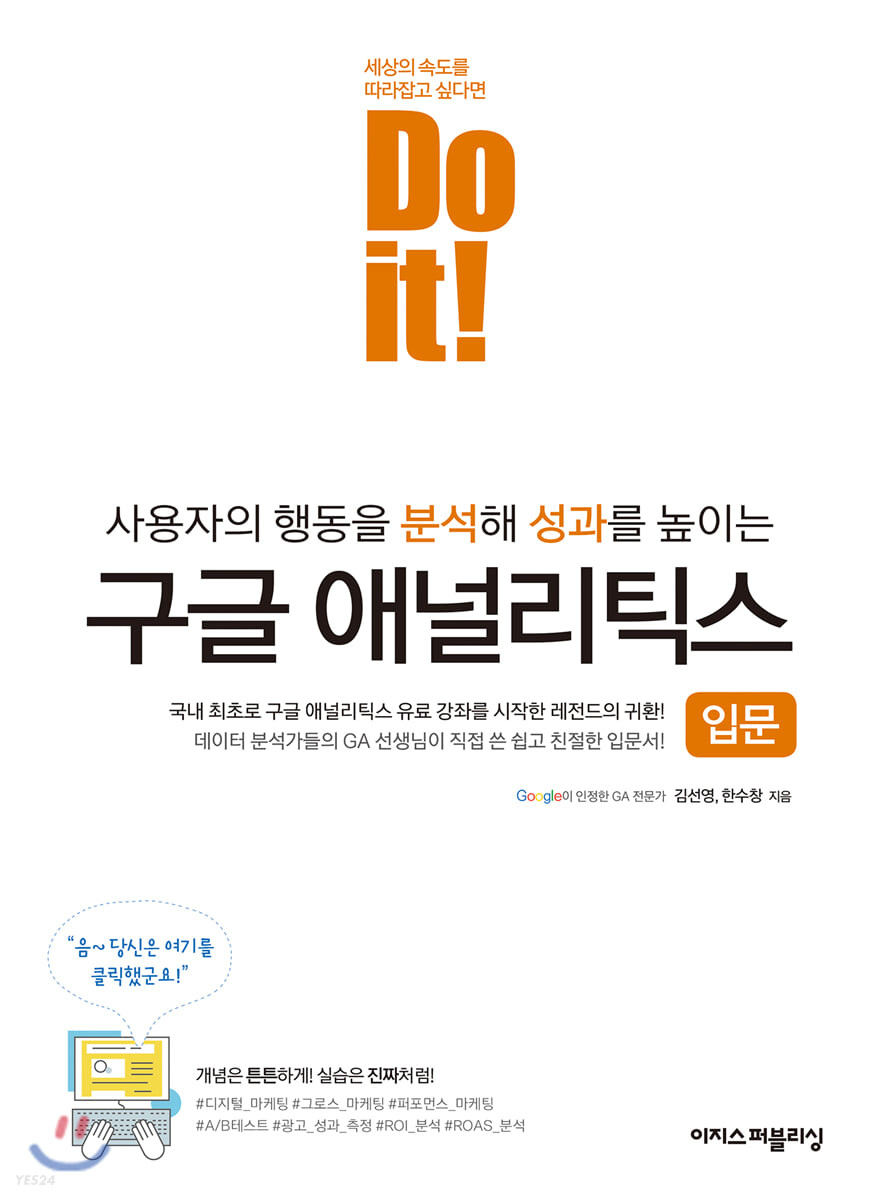 세상의 속도를
따라잡고 싶다면
Do
it!
사용자의 행동을 분석해 성과를 높이는
구글 애널리틱스
국내 최초로 구글 애널리틱스 유료 강좌를 시작한 레전드의 귀환!
데이터 분석가들의 GA 선생님이 직접 쓴 쉽고 친절한 입문서!
입문
Google이 인정한 GA 전문가 김선영, 한수창 지음
“음~ 당신은 여기를
클릭했군요!”
개념은 튼튼하게! 실습은 진짜처럼!
#디지털_마케팅 #그로스_마케팅 #퍼포먼스_마케팅
#A/B테스트 #광고_성과_측정 #ROI_분석 #ROAS_분석
이지스퍼블리싱
YES24